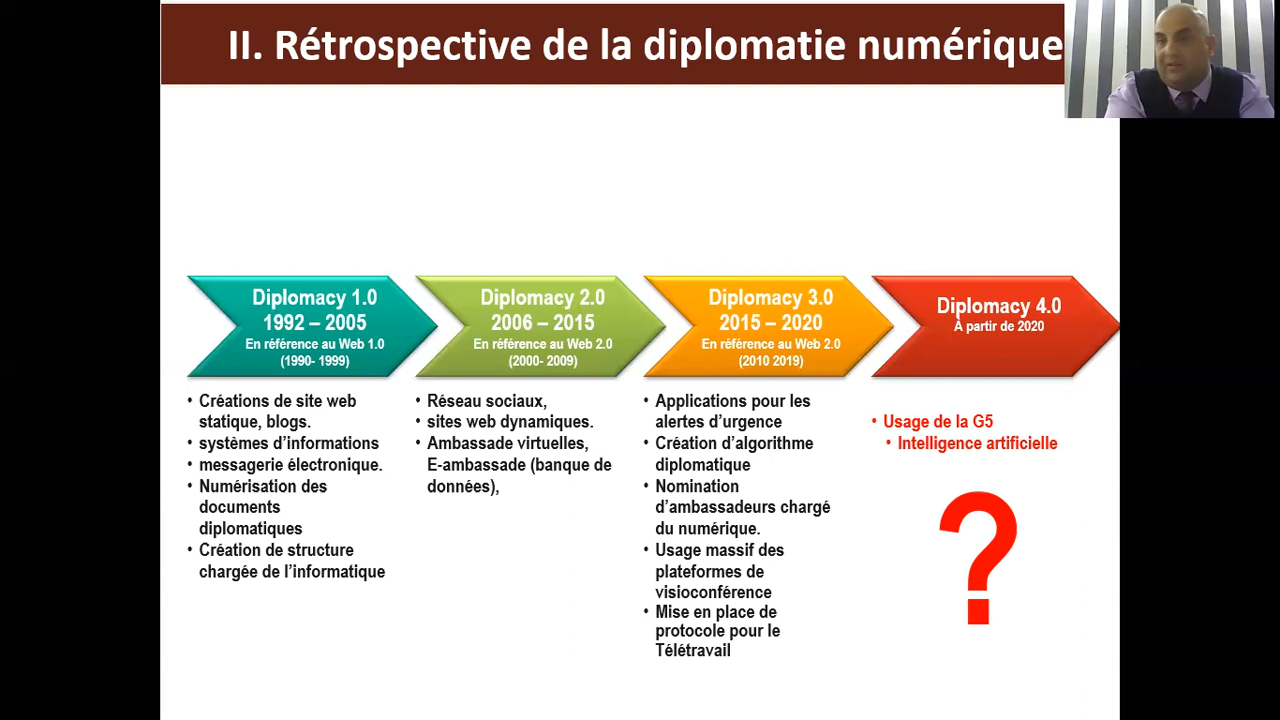 II. Rétrospective de la diplomatie numérique
Diplomacy 1.0
1992 – 2005
En référence au Web 1.0
(1990- 1999)
• Créations de site web
statique, blogs.
• systèmes d'informations
• messagerie électronique.
• Numérisation des
documents
diplomatiques
• Création de structure
chargée de l'informatique
Diplomacy 2.0
2006 – 2015
En référence au Web 2.0
(2000- 2009)
• Réseau sociaux,
• sites web dynamiques.
• Ambassade virtuelles,
E-ambassade (banque de
données),
Diplomacy 3.0
2015 – 2020
En référence au Web 2.0
(2010 2019)
• Applications pour les
alertes d'urgence
• Création d'algorithme
diplomatique
• Nomination
d'ambassadeurs chargé
du numérique.
• Usage massif des
plateformes de
visioconférence
• Mise en place de
protocole pour le
Télétravail
Diplomacy 4.0
À partir de 2020
• Usage de la G5
• Intelligence artificielle
?